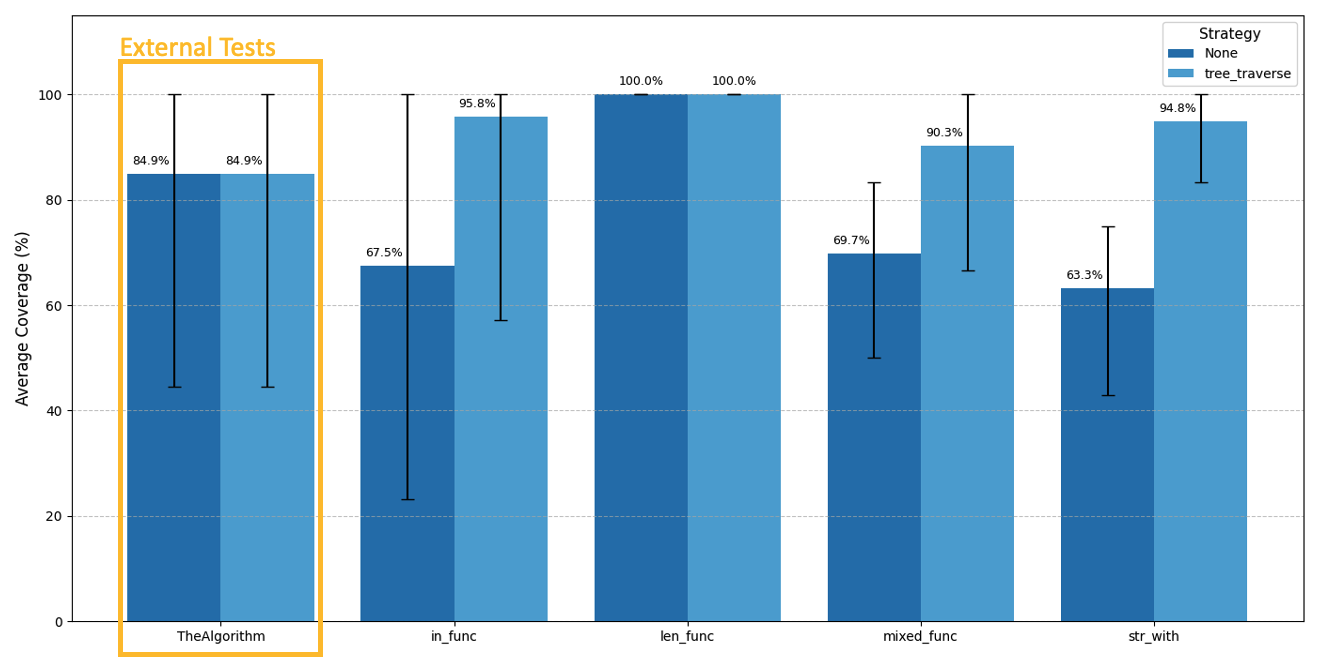 External Tests
Strategy
None
tree_traverse
Average Coverage (%)
100
80
60
40
20
0
84.9%
84.9%
67.5%
95.8%
100.0%
100.0%
69.7%
90.3%
63.3%
94.8%
TheAlgorithm
in_func
len_func
mixed_func
str_with